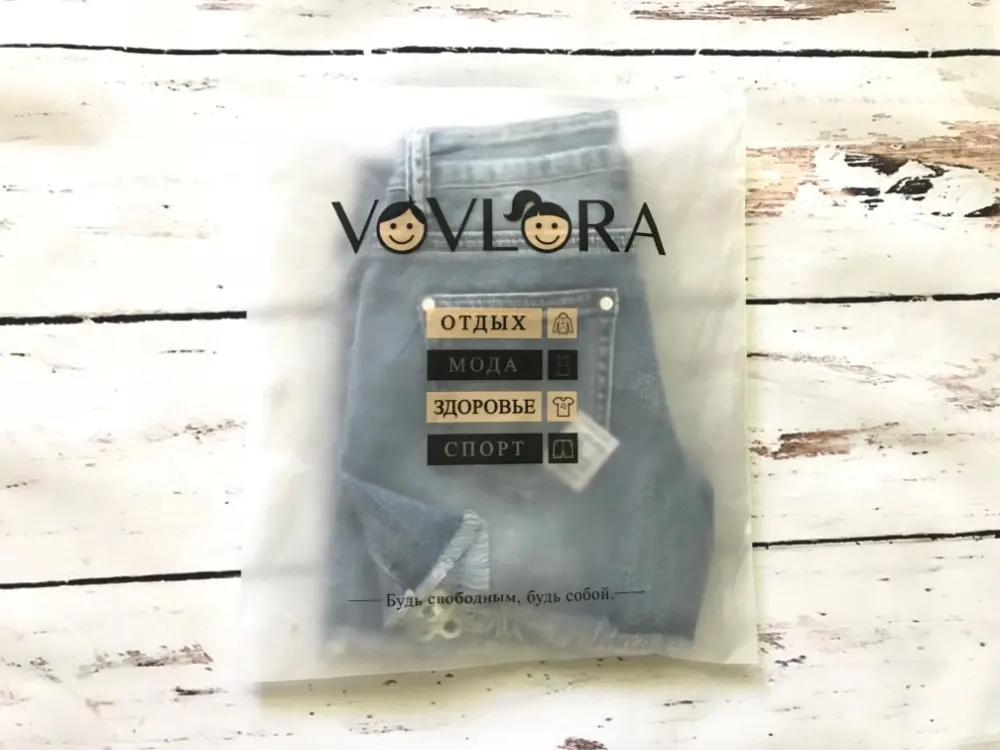 VOVLORA
ОТДЫХ
МОДА
ЗДОРОВЬЕ
СПОРТ
Будь свободным, будь собой.